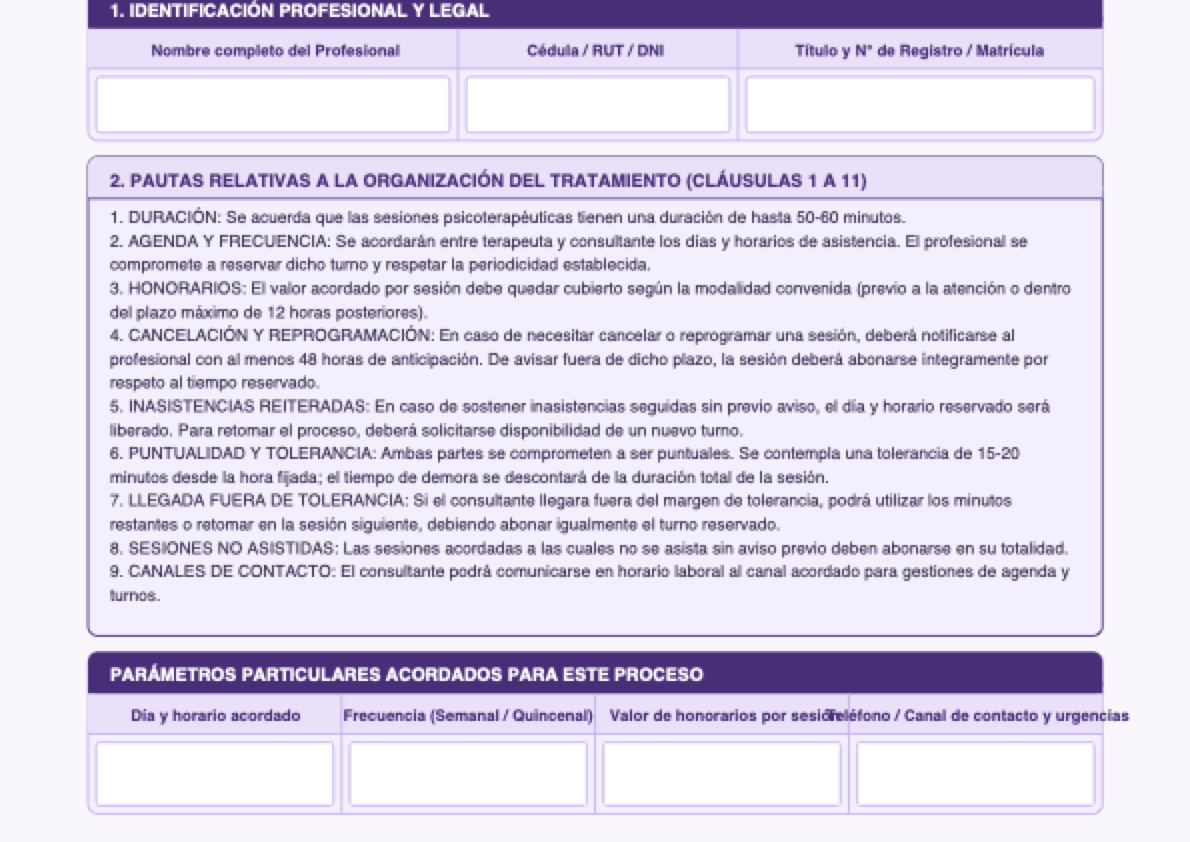 1. IDENTIFICACIÓN PROFESIONAL Y LEGAL
Nombre completo del Profesional
Cédula / RUT / DNI
Título y N° de Registro / Matrícula
2. PAUTAS RELATIVAS A LA ORGANIZACIÓN DEL TRATAMIENTO (CLÁUSULAS 1 A 11)
1. DURACIÓN: Se acuerda que las sesiones psicoterapéuticas tienen una duración de hasta 50-60 minutos.
2. AGENDA Y FRECUENCIA: Se acordarán entre terapeuta y consultante los días y horarios de asistencia. El profesional se
compromete a reservar dicho turno y respetar la periodicidad establecida.
3. HONORARIOS: El valor acordado por sesión debe quedar cubierto según la modalidad convenida (previo a la atención o dentro
del plazo máximo de 12 horas posteriores).
4. CANCELACIÓN Y REPROGRAMACIÓN: En caso de necesitar cancelar o reprogramar una sesión, deberá notificarse al
profesional con al menos 48 horas de anticipación. De avisar fuera de dicho plazo, la sesión deberá abonarse íntegramente por
respeto al tiempo reservado.
5. INASISTENCIAS REITERADAS: En caso de sostener inasistencias seguidas sin previo aviso, el día y horario reservado será
liberado. Para retomar el proceso, deberá solicitarse disponibilidad de un nuevo turno.
6. PUNTUALIDAD Y TOLERANCIA: Ambas partes se comprometen a ser puntuales. Se contempla una tolerancia de 15-20
minutos desde la hora fijada; el tiempo de demora se descontará de la duración total de la sesión.
7. LLEGADA FUERA DE TOLERANCIA: Si el consultante llegara fuera del margen de tolerancia, podrá utilizar los minutos
restantes o retomar en la sesión siguiente, debiendo abonar igualmente el turno reservado.
8. SESIONES NO ASISTIDAS: Las sesiones acordadas a las cuales no se asista sin aviso previo deben abonarse en su totalidad.
9. CANALES DE CONTACTO: El consultante podrá comunicarse en horario laboral al canal acordado para gestiones de agenda y
turnos.
PARÁMETROS PARTICULARES ACORDADOS PARA ESTE PROCESO
Día y horario acordado
Frecuencia (Semanal / Quincenal)
Valor de honorarios por sesión
Teléfono / Canal de contacto y urgencias